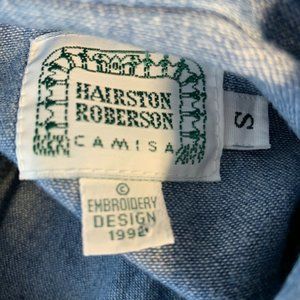 HAIRSTON
ROBERSON
CAMISA
S
©
EMBROIDERY
DESIGN
1992